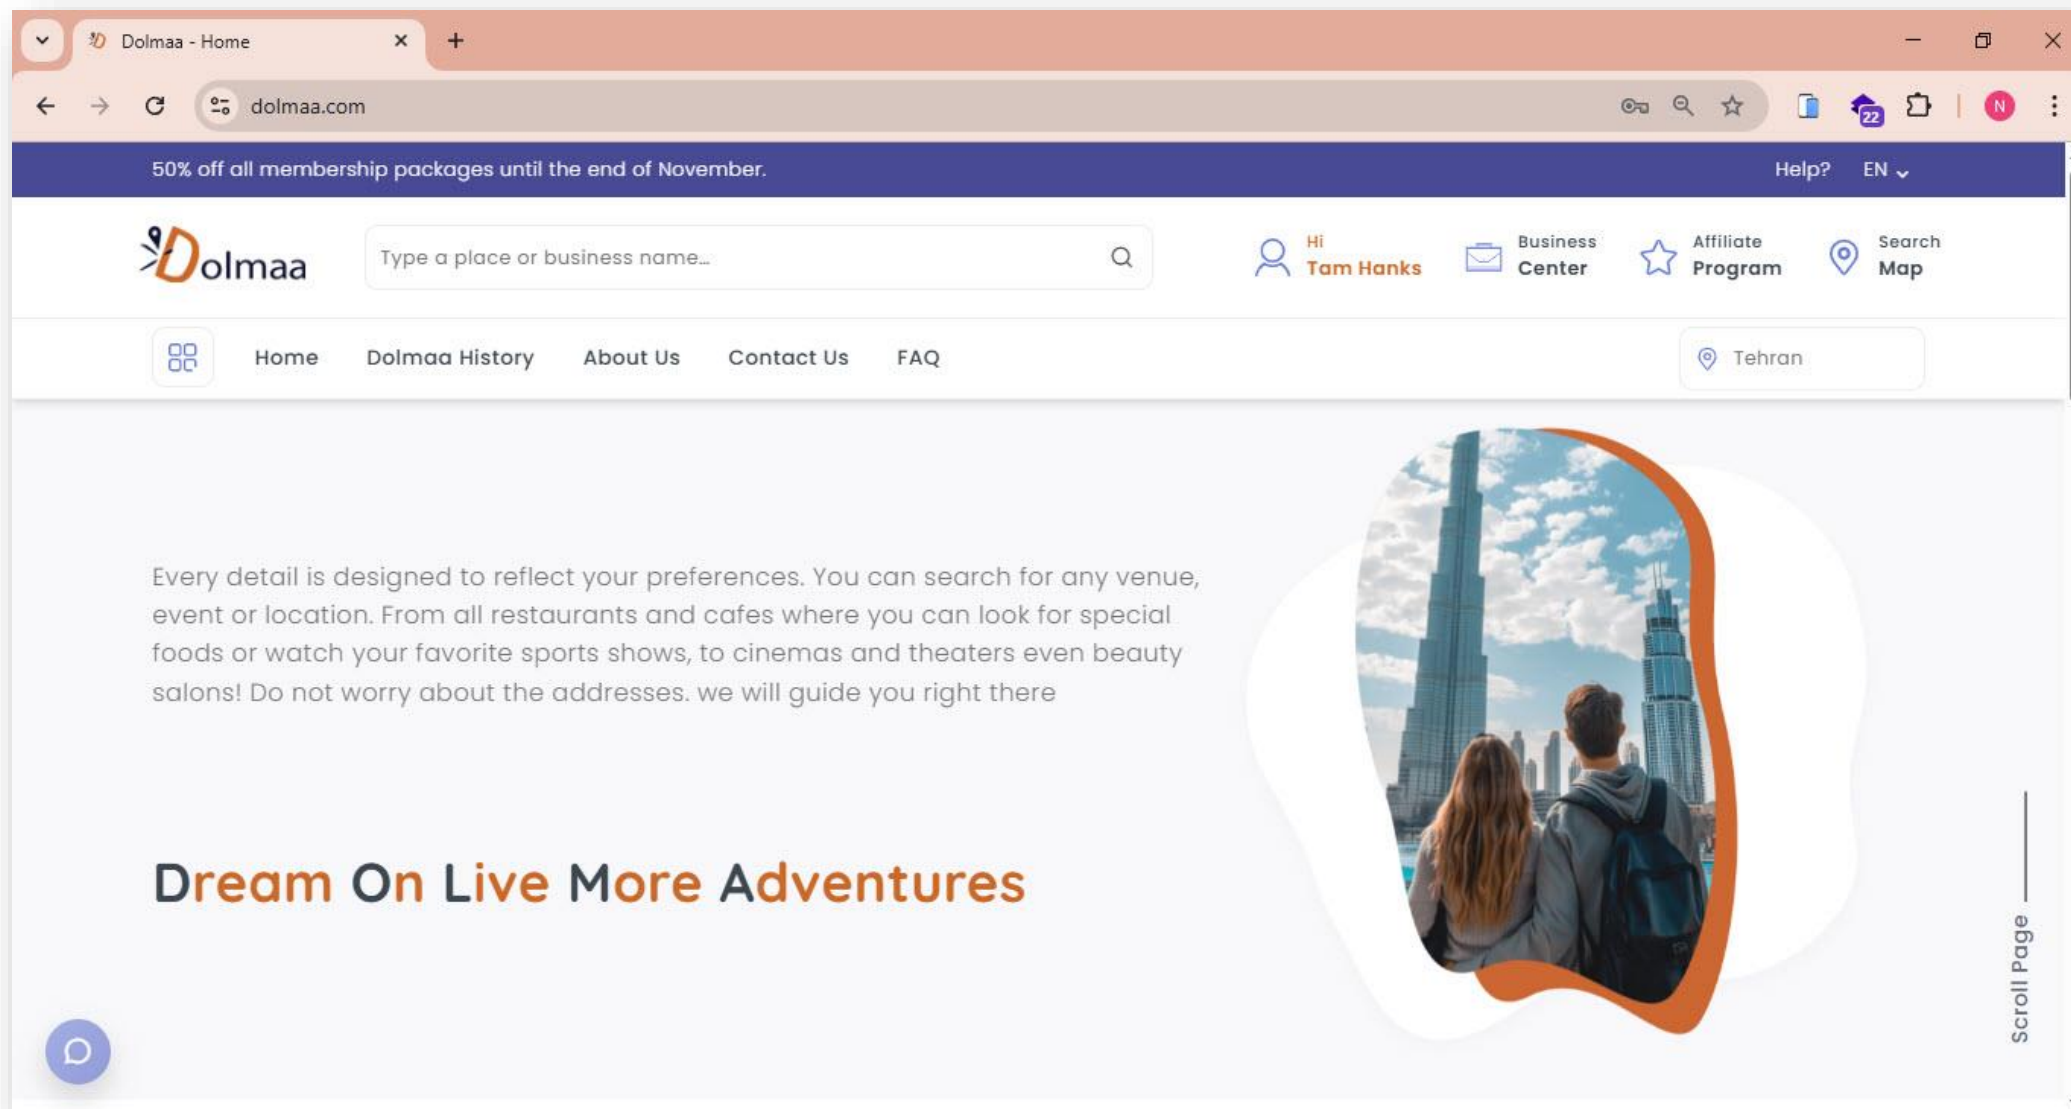 Dolmaa - Home
dolmaa.com
22
N
50% off all membership packages until the end of November.
Help? EN
Dolmaa
Type a place or business name...
Hi
Tam Hanks
Business
Center
Affiliate
Program
Search
Map
Home Dolmaa History About Us Contact Us FAQ
Tehran
Every detail is designed to reflect your preferences. You can search for any venue,
event or location. From all restaurants and cafes where you can look for special
foods or watch your favorite sports shows, to cinemas and theaters even beauty
salons! Do not worry about the addresses. we will guide you right there
Dream On Live More Adventures
Scroll Page